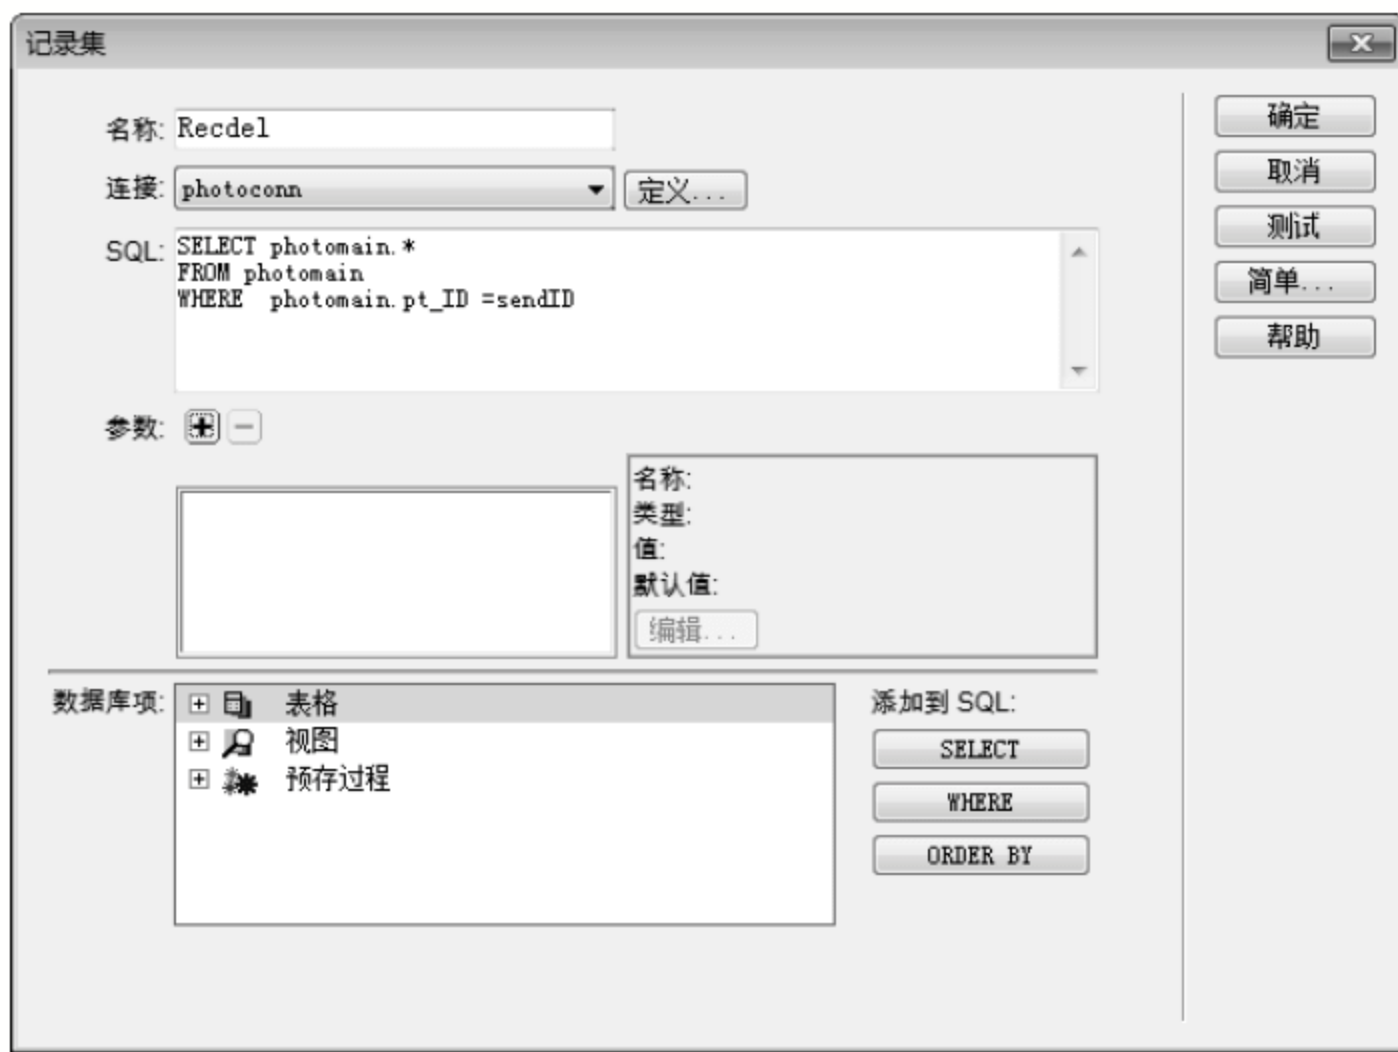 记录集
名称: Recdel
连接: photoconn 定义...
SQL: SELECT photomain.*
FROM photomain
WHERE  photomain.pt_ID =sendID
参数:
名称:
类型:
值:
默认值:
编辑...
数据库项: 表格
视图
预存过程
添加到 SQL:
SELECT
WHERE
ORDER BY
确定
取消
测试
简单...
帮助